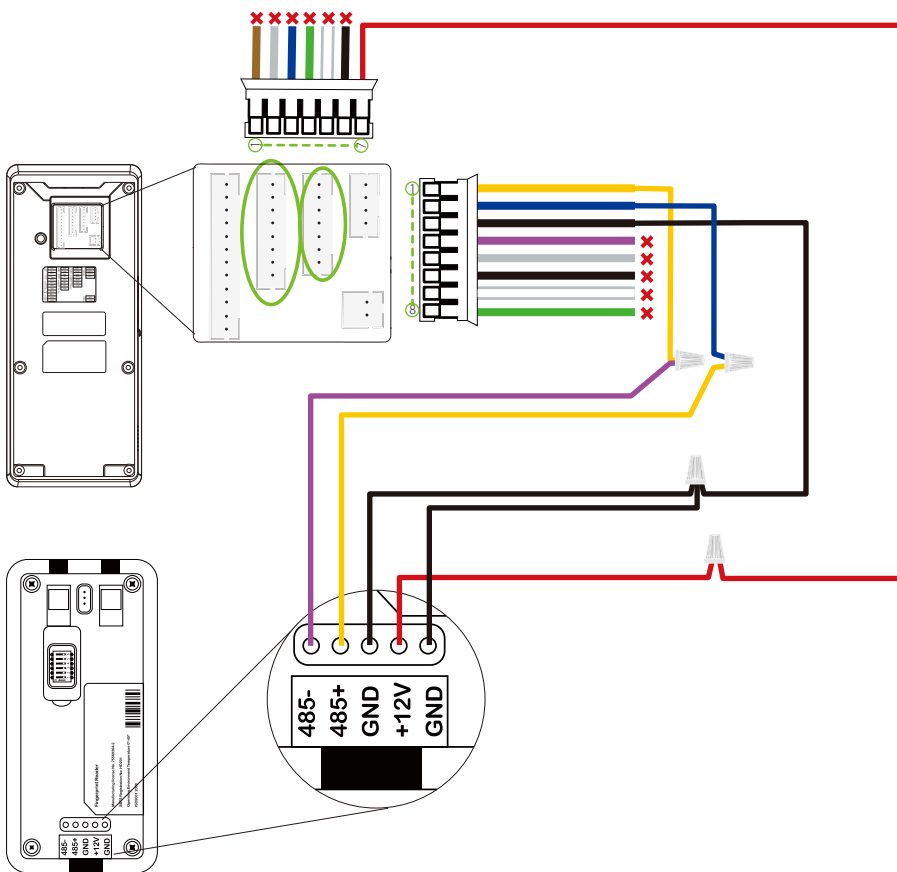 1
7
1
8
485-
485+
GND
+12V
GND
Fingerprint Reader
485-
485+
GND
+12V
GND